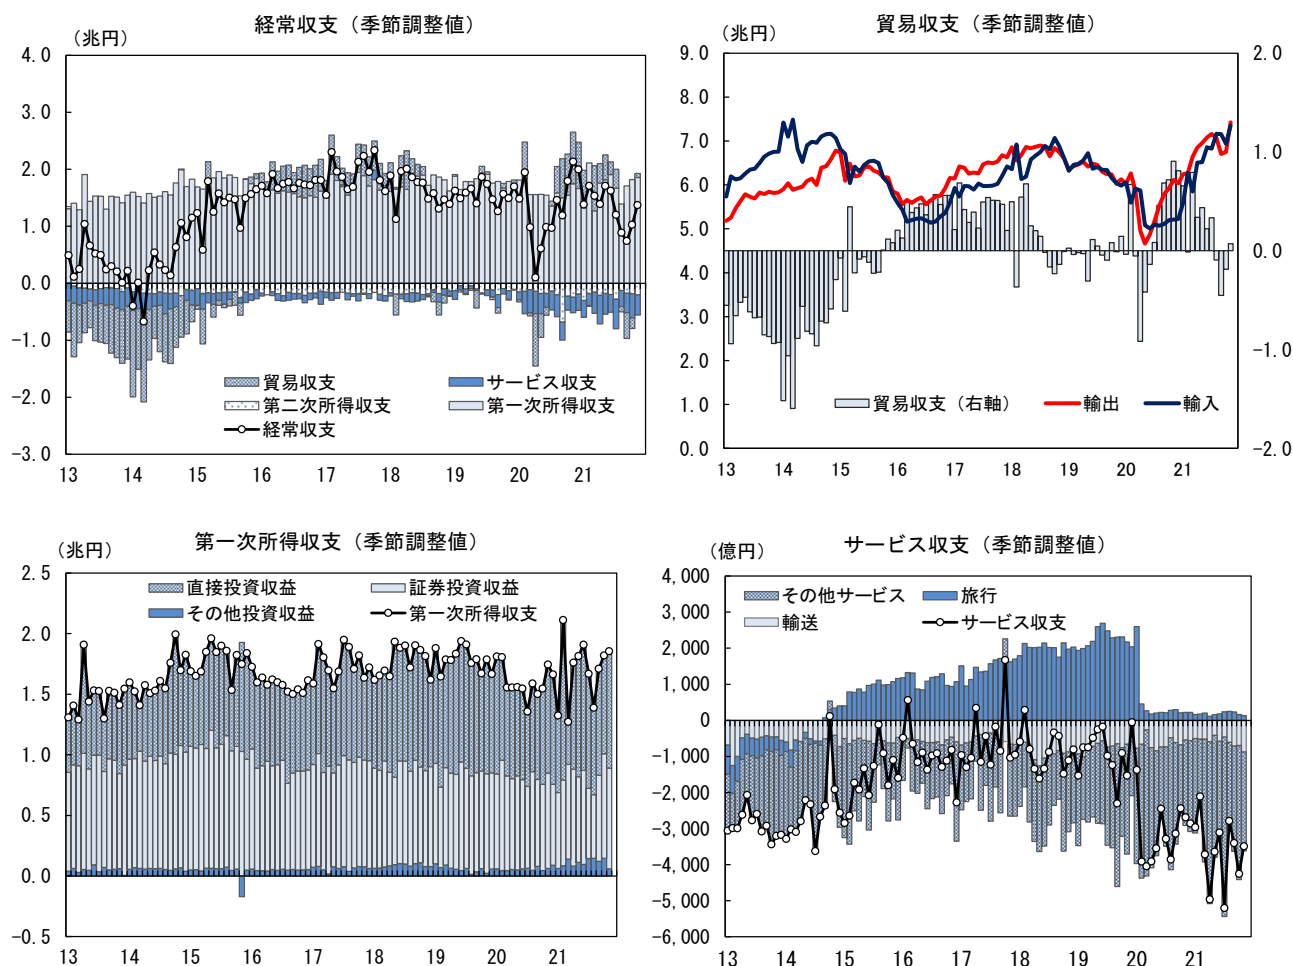 経常収支（季節調整値）
（兆円）
4.0
3.0
2.0
1.0
0.0
-1.0
-2.0
-3.0
貿易収支
サービス収支
第二次所得収支
第一次所得収支
経常収支
13 14 15 16 17 18 19 20 21
貿易収支（季節調整値）
（兆円）
9.0
8.0
7.0
6.0
5.0
4.0
3.0
2.0
1.0
0.0
2.0
1.0
0.0
-1.0
-2.0
貿易収支（右軸）
輸出
輸入
13 14 15 16 17 18 19 20 21
第一次所得収支（季節調整値）
（兆円）
2.5
2.0
1.5
1.0
0.5
0.0
-0.5
直接投資収益
証券投資収益
その他投資収益
第一次所得収支
13 14 15 16 17 18 19 20 21
サービス収支（季節調整値）
（億円）
4,000
3,000
2,000
1,000
0
-1,000
-2,000
-3,000
-4,000
-5,000
-6,000
その他サービス
旅行
輸送
サービス収支
13 14 15 16 17 18 19 20 21